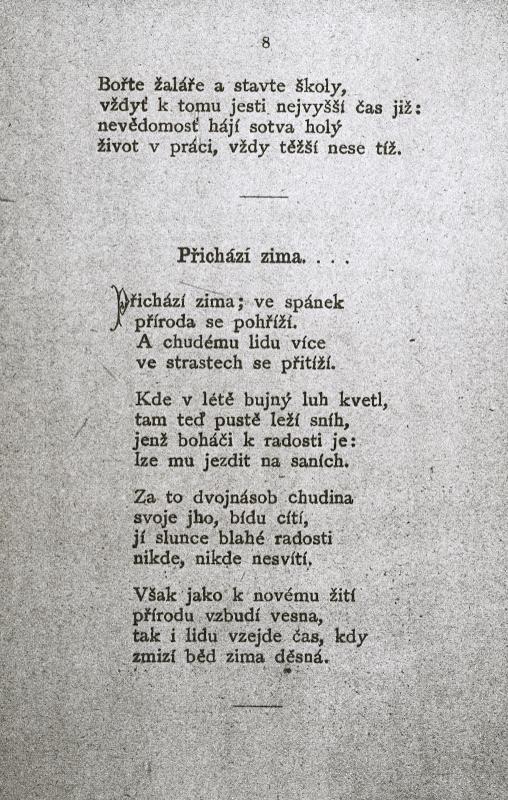 8
Bořte žaláře a stavte školy,
vždyť k tomu jesti nejvyšší čas již:
nevědomosť hájí sotva holý
život v práci, vždy těžší nese tíž.
Přichází zima. . . .
Přichází zima; ve spánek
příroda se pohříží.
A chudému lidu více
ve strastech se přitíží.
Kde v létě bujný luh kvetl,
tam teď pustě leží sníh,
jenž boháči k radosti je:
lze mu jezdit na saních.
Za to dvojnásob chudina
svoje jho, bídu cítí,
jí slunce blahé radosti
nikde, nikde nesvítí.
Však jako k novému žití
přírodu vzbudí vesna,
tak i lidu vzejde čas, kdy
zmizí běd zima děsná.